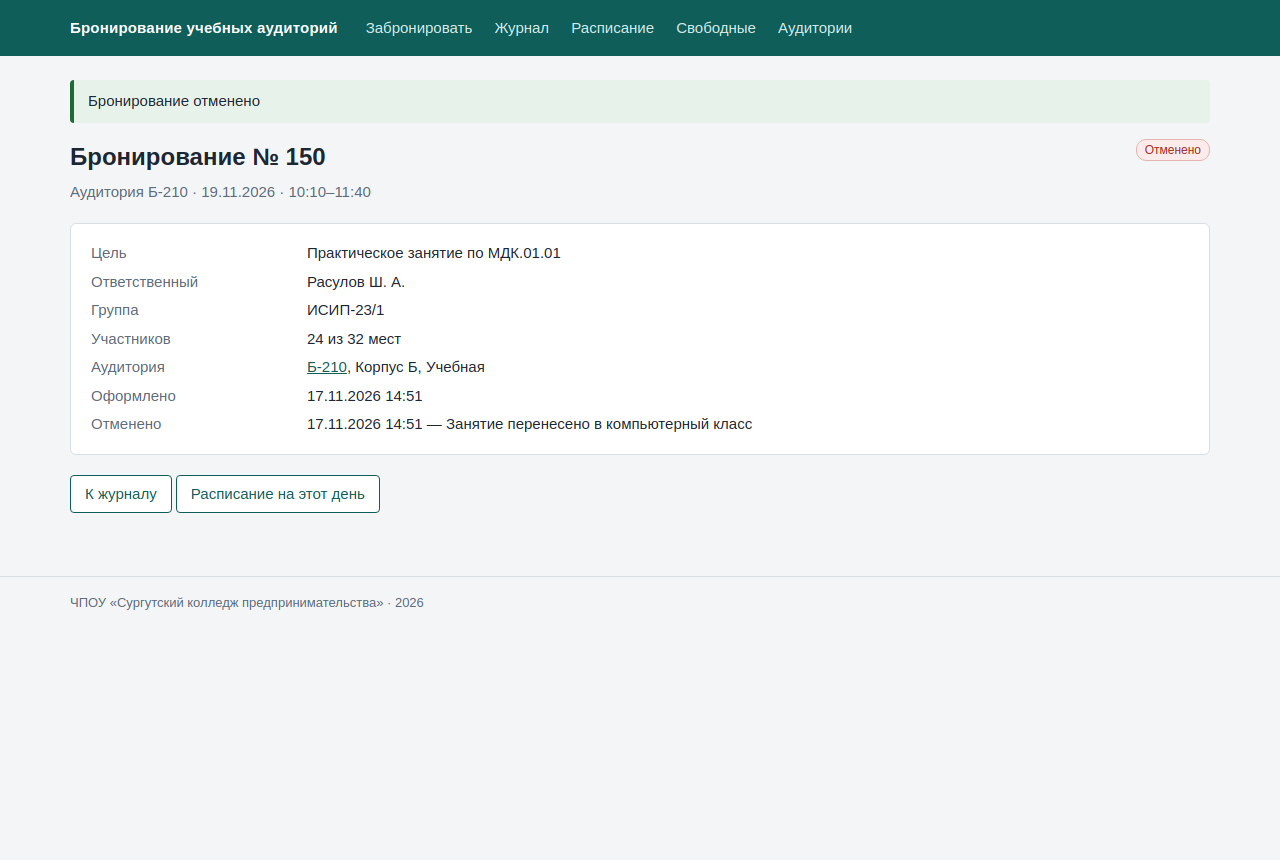 Бронирование учебных аудиторий Забронировать Журнал Расписание Свободные Аудитории
Бронирование отменено
Бронирование № 150 Отменено
Аудитория Б-210 · 19.11.2026 · 10:10–11:40
Цель Практическое занятие по МДК.01.01
Ответственный Расулов Ш. А.
Группа ИСИП-23/1
Участников 24 из 32 мест
Аудитория Б-210, Корпус Б, Учебная
Оформлено 17.11.2026 14:51
Отменено 17.11.2026 14:51 — Занятие перенесено в компьютерный класс
К журналу Расписание на этот день
ЧПОУ «Сургутский колледж предпринимательства» · 2026